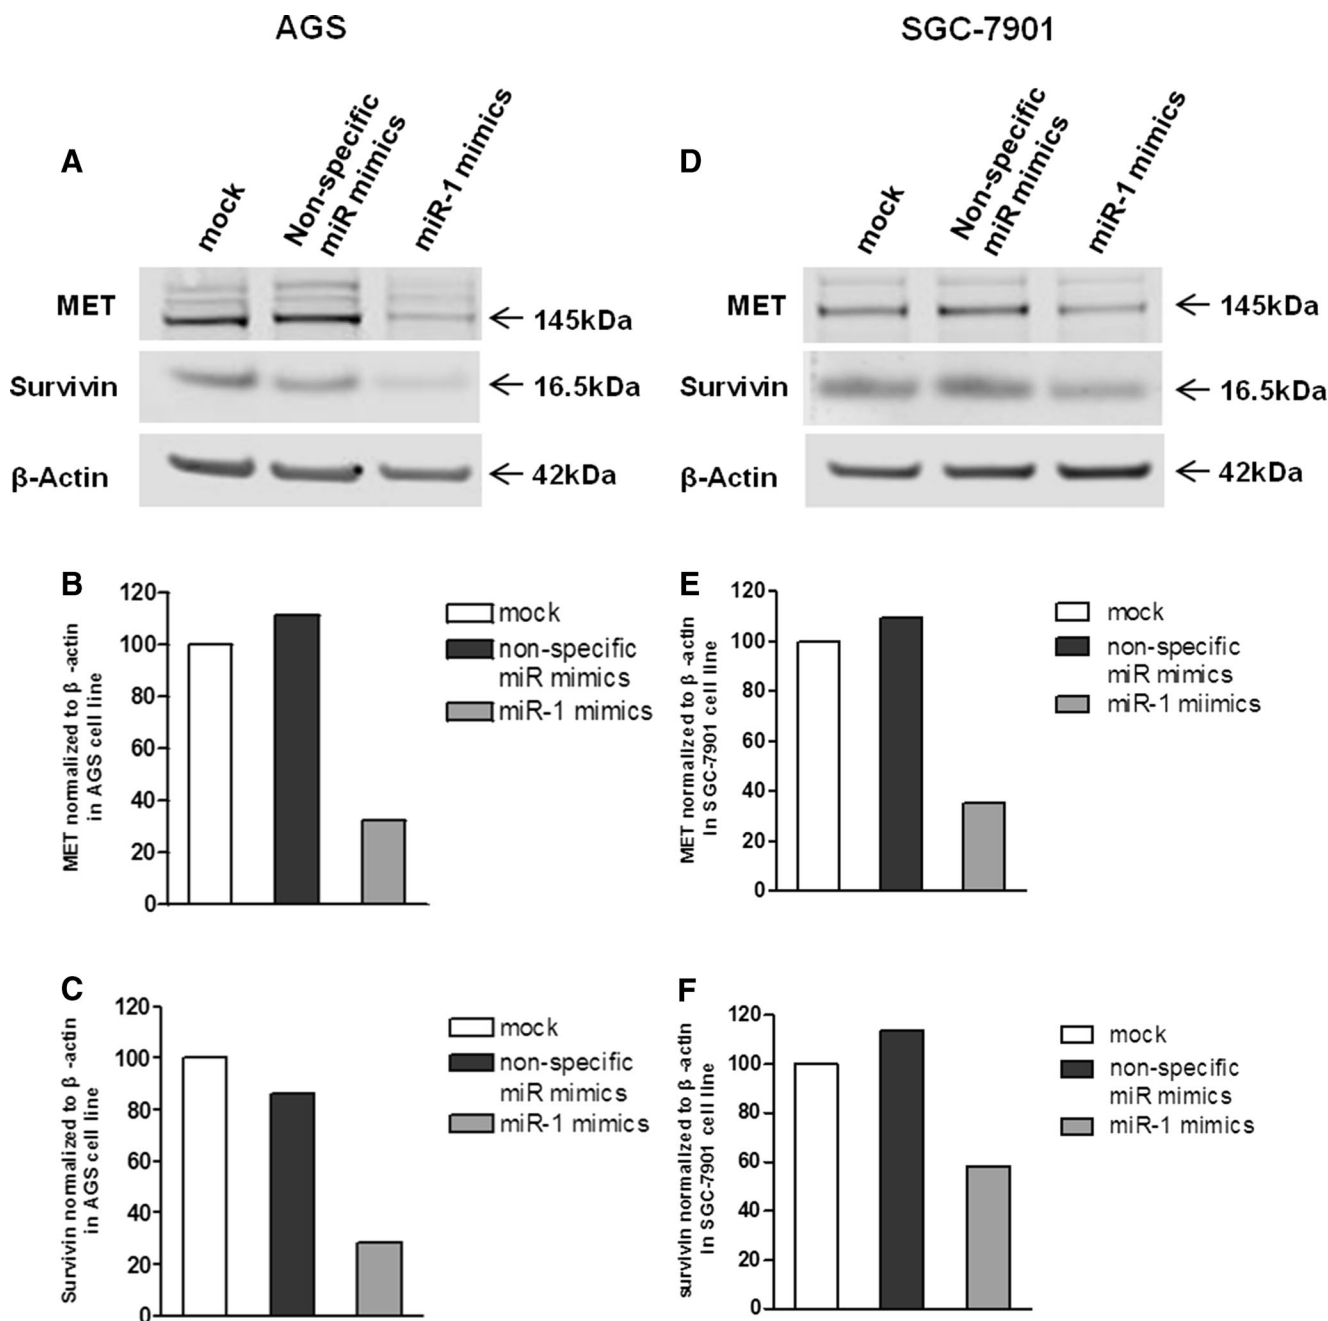 AGS
SGC-7901
A
mock
Non-specific
miR mimics
miR-1 mimics
MET
145kDa
Survivin
16.5kDa
β-Actin
42kDa
D
mock
Non-specific
miR mimics
miR-1 mimics
MET
145kDa
Survivin
16.5kDa
β-Actin
42kDa
B
MET normalized to β -actin
in AGS cell line
120
100
80
60
40
20
0
mock
non-specific
miR mimics
miR-1 mimics
E
MET normalized to β -actin
In SGC-7901 cell line
120
100
80
60
40
20
0
mock
non-specific
miR mimics
miR-1 miimics
C
Survivin normalized to β -actin
in AGS cell line
120
100
80
60
40
20
0
mock
non-specific
miR mimics
miR-1 mimics
F
survivin normalized to β -actin
In SGC-7901 cell line
120
100
80
60
40
20
0
mock
non-specific
miR mimics
miR-1 mimics